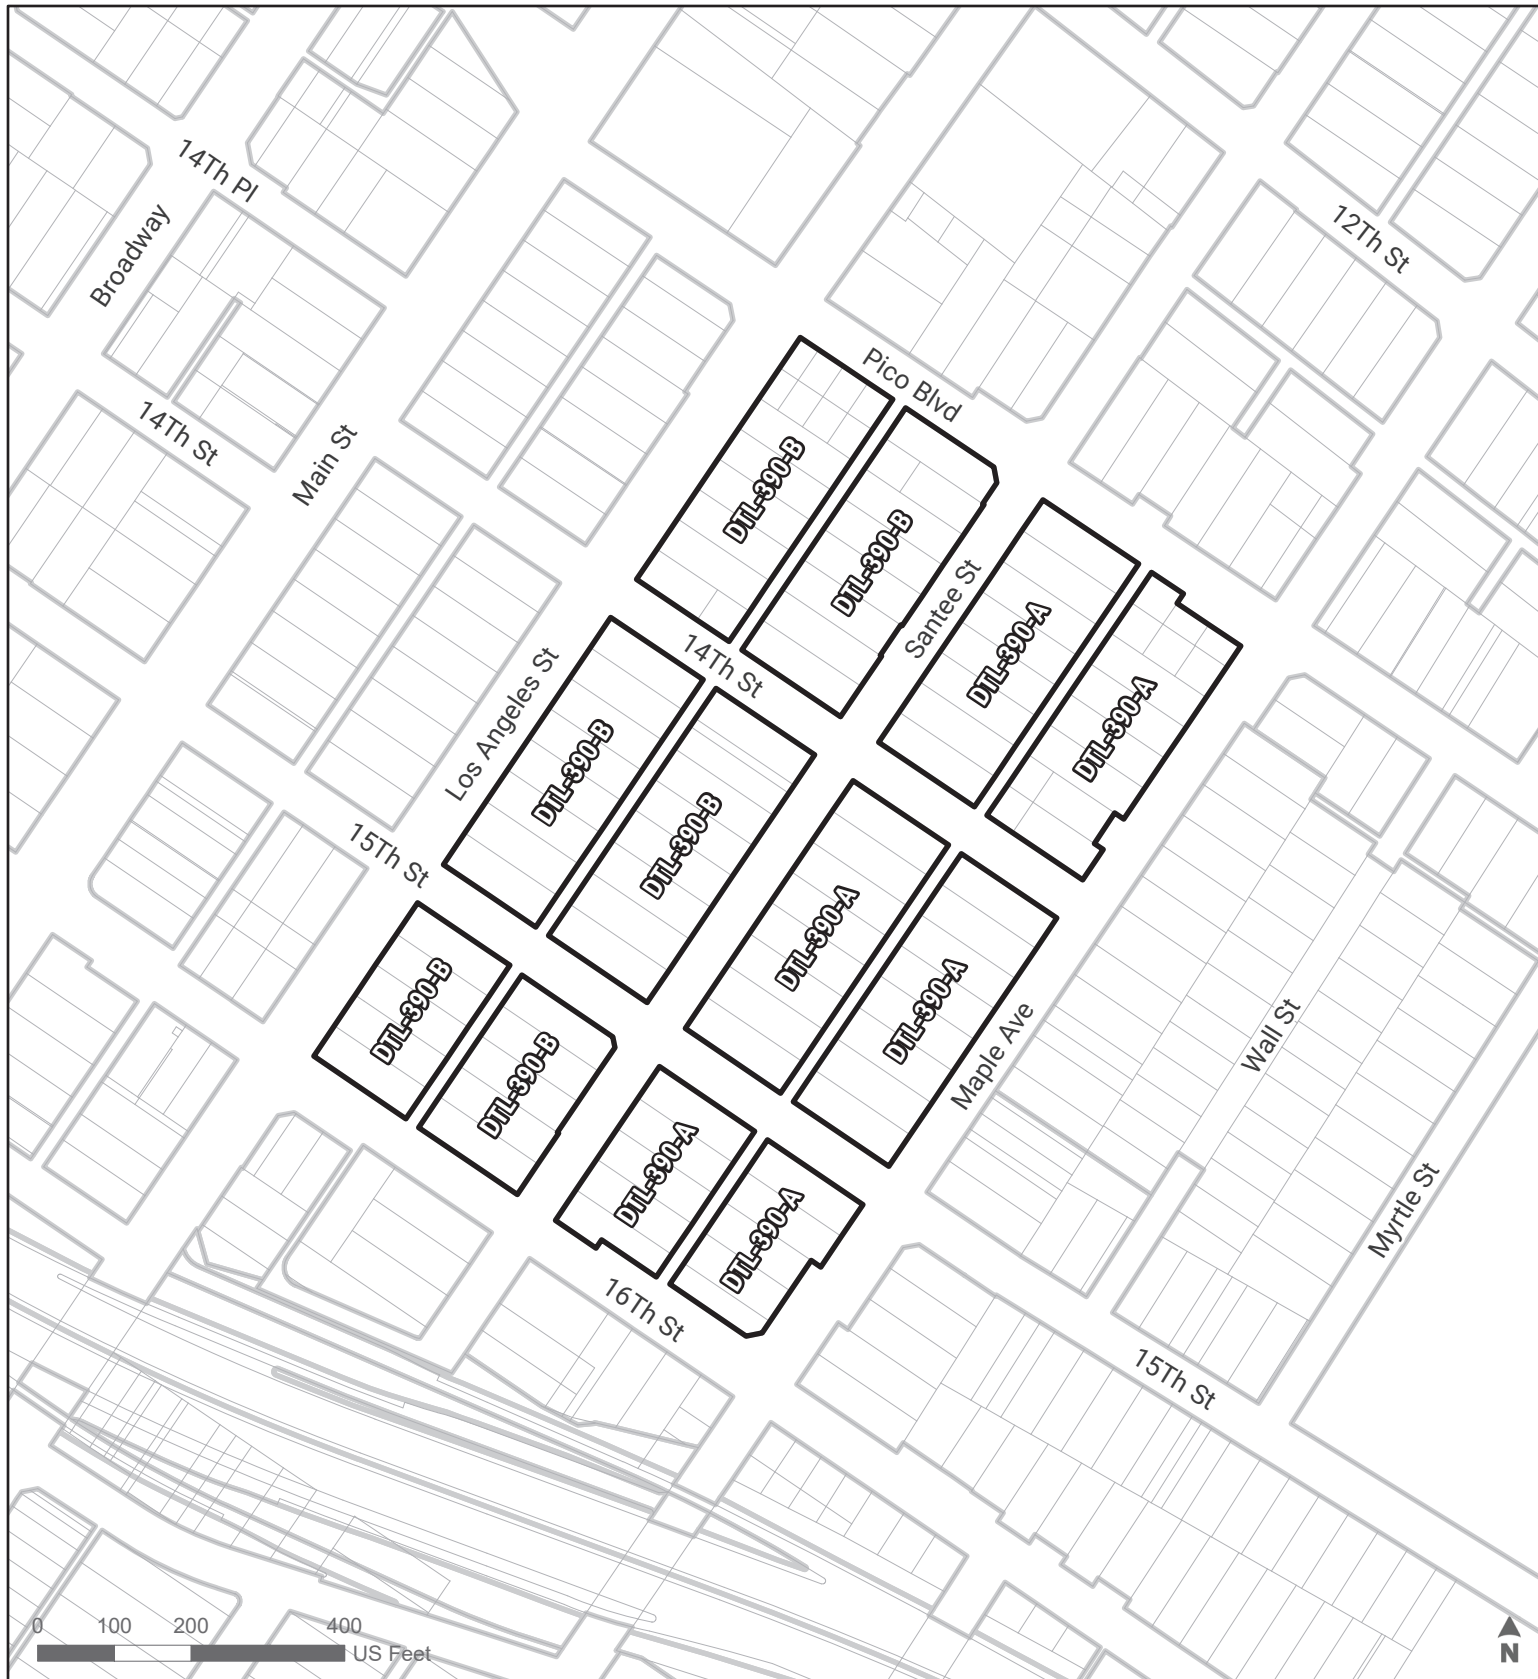 14Th Pl
Broadway
12Th St
Pico Blvd
14Th St
Main St
DTL-390-B
DTL-390-B
Santee St
DTL-390-A
14Th St
Los Angeles St
DTL-390-A
DTL-390-B
DTL-390-B
15Th St
DTL-390-A
DTL-390-B
DTL-390-A
Wall St
Maple Ave
DTL-390-B
DTL-390-A
Myrtle St
DTL-390-A
16Th St
15Th St
0 100 200 400
US Feet
N